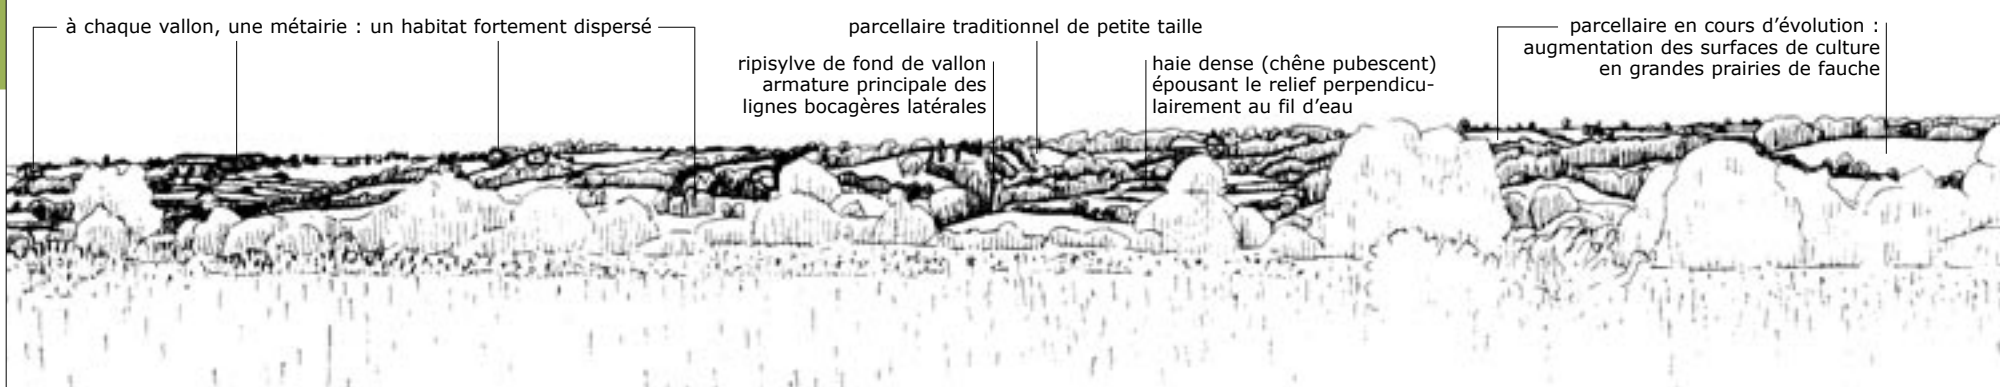 à chaque vallon, une métairie : un habitat fortement dispersé
parcellaire traditionnel de petite taille
ripisylve de fond de vallon
armature principale des
lignes bocagères latérales
haie dense (chêne pubescent)
épousant le relief perpendicu-
lairement au fil d’eau
parcellaire en cours d’évolution :
augmentation des surfaces de culture
en grandes prairies de fauche